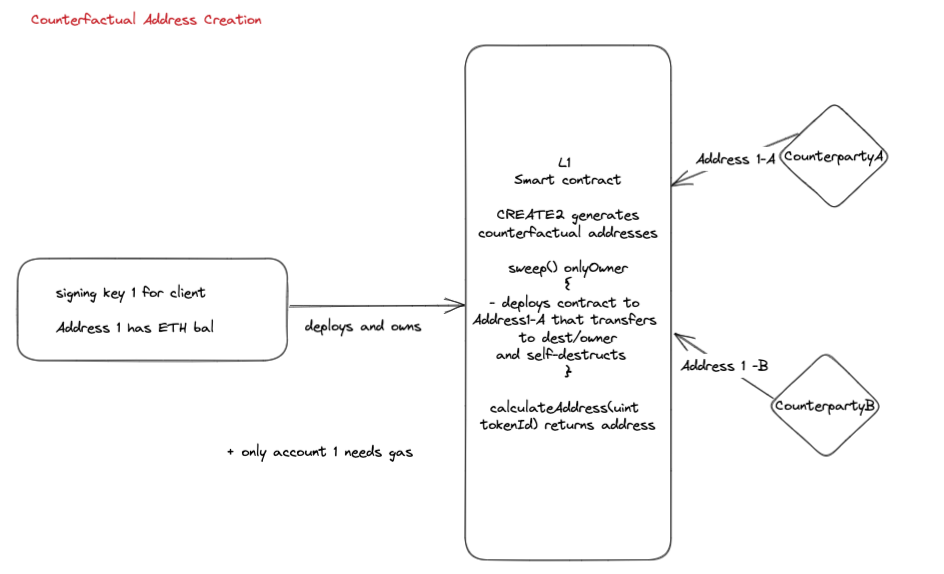 Counterfactual Address Creation
signing key 1 for client
Address 1 has ETH bal
deploys and owns
+ only account 1 needs gas
L1
Smart contract
CREATE2 generates
counterfactual addresses
sweep() onlyOwner
{
- deploys contract to
Address1-A that transfers
to dest/owner
and self-destructs
}
calculateAddress(uint
tokenId) returns address
Address 1-A
CounterpartyA
Address 1 -B
CounterpartyB